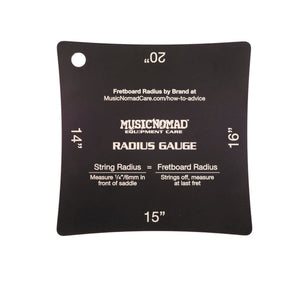 20"
Fretboard Radius by Brand at
MusicNomadCare.com/how-to-advice
14"
16"
MUSICNOMAD
EQUIPMENT CARE
RADIUS GAUGE
String Radius = Fretboard Radius
Measure ¼"/6mm in front of saddle
Strings off, measure at last fret
15"